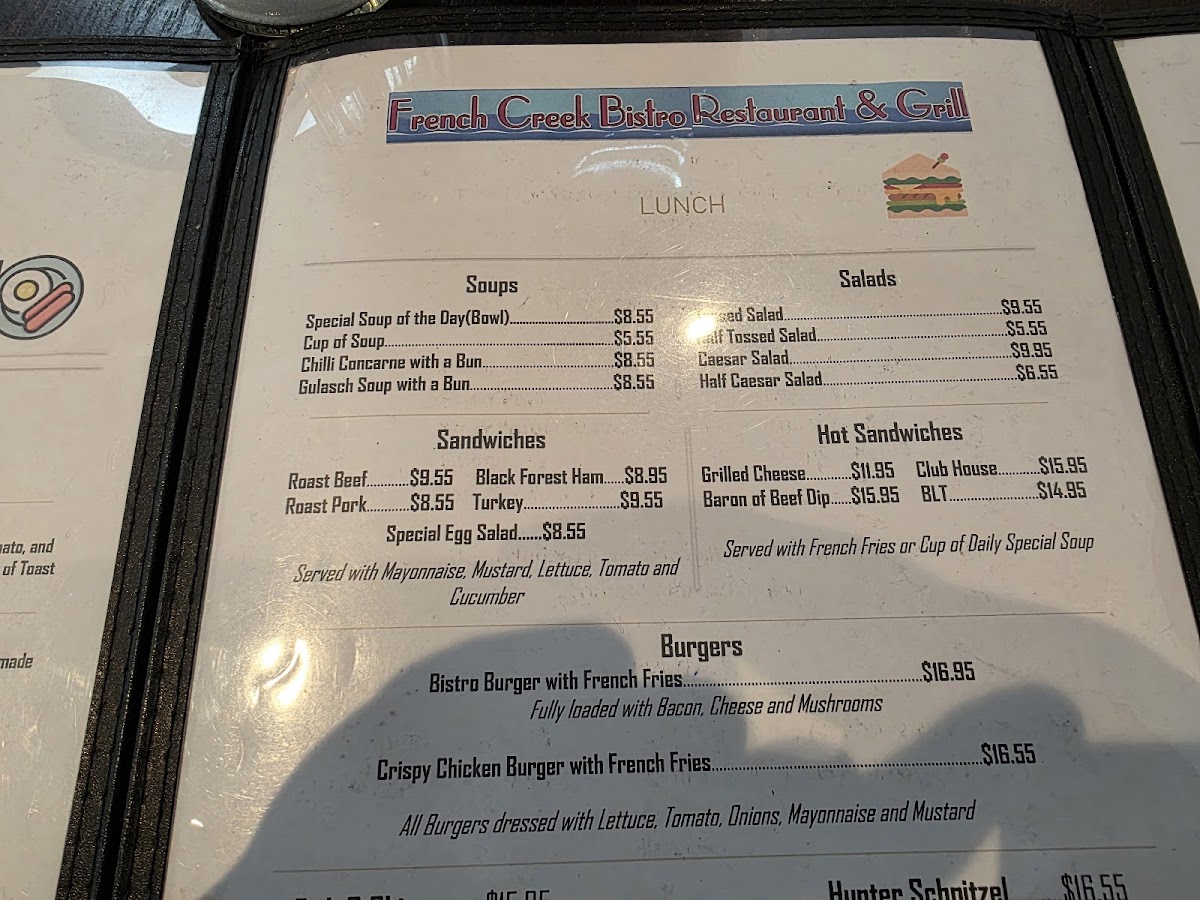 French Creek Bistro Restaurant & Grill
LUNCH
Soups
Special Soup of the Day(Bowl)........................$8.55
Cup of Soup........................$5.55
Chilli Concarne with a Bun........................$8.55
Gulasch Soup with a Bun........................$8.55
Salads
Salad........................$9.55
Tossed Salad........................$5.55
Caesar Salad........................$9.95
Half Caesar Salad........................$6.55
Sandwiches
Roast Beef..........$9.55 Black Forest Ham.....$8.95
Roast Pork..........$8.55 Turkey........................$9.55
Special Egg Salad......$8.55
Served with Mayonnaise, Mustard, Lettuce, Tomato and
Cucumber
Hot Sandwiches
Grilled Cheese..........$11.95 Club House..........$15.95
Baron of Beef Dip.....$15.95 BLT........................$14.95
Served with French Fries or Cup of Daily Special Soup
Burgers
Bistro Burger with French Fries........................$16.95
Fully loaded with Bacon, Cheese and Mushrooms
Crispy Chicken Burger with French Fries........................$16.55
All Burgers dressed with Lettuce, Tomato, Onions, Mayonnaise and Mustard
Hunter Schnitzel......$16.55
and
of Toast